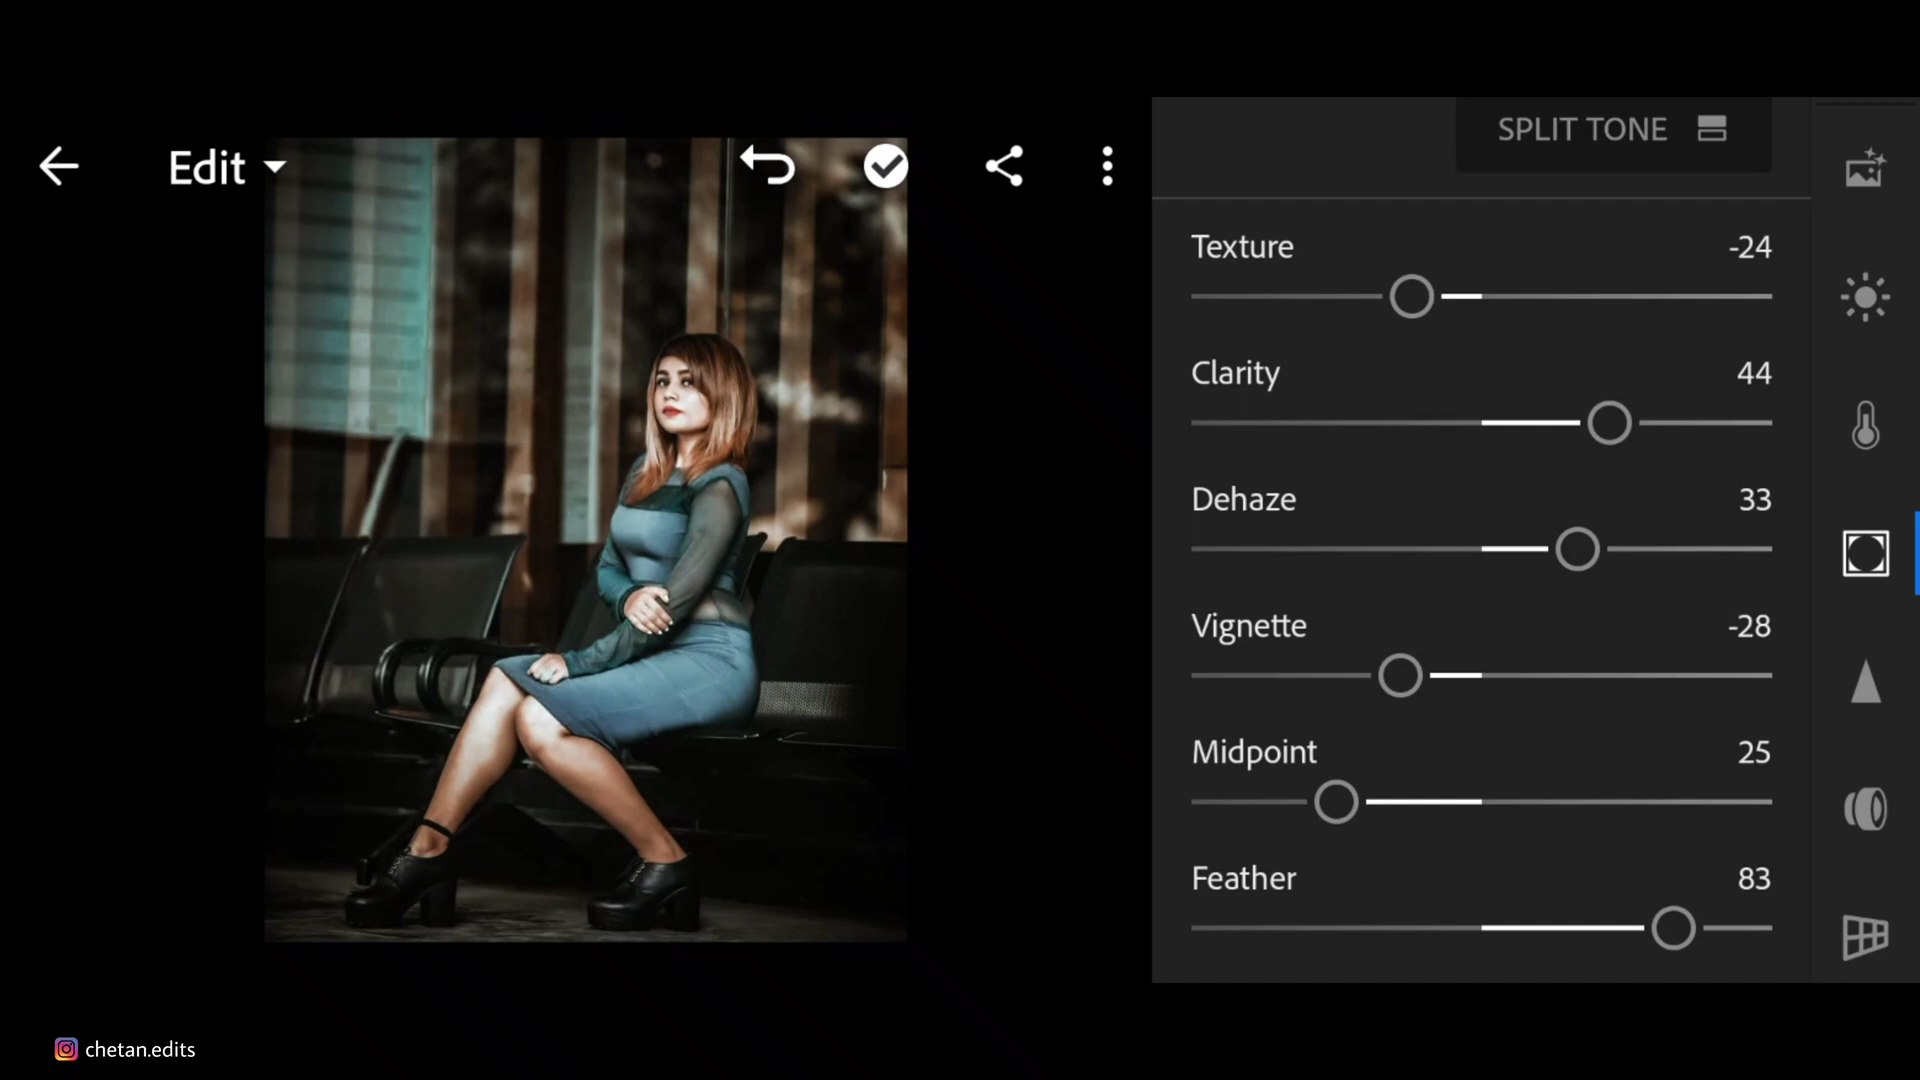 Edit
SPLIT TONE
Texture -24
Clarity 44
Dehaze 33
Vignette -28
Midpoint 25
Feather 83
chetan.edits